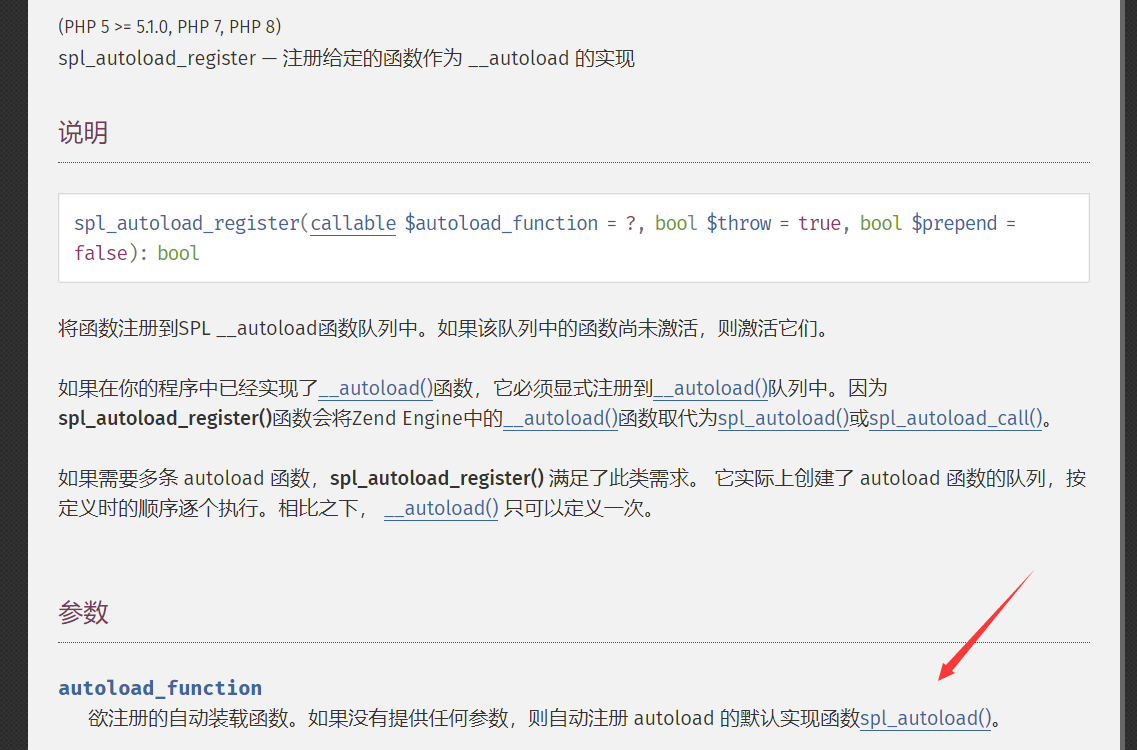 (PHP 5 >= 5.1.0, PHP 7, PHP 8)
spl_autoload_register — 注册给定的函数作为 __autoload 的实现
说明
spl_autoload_register(callable $autoload_function = ?, bool $throw = true, bool $prepend =
false): bool
将函数注册到SPL __autoload函数队列中。如果该队列中的函数尚未激活，则激活它们。
如果在你的程序中已经实现了__autoload()函数，它必须显式注册到__autoload()队列中。因为
spl_autoload_register()函数会将Zend Engine中的__autoload()函数取代为spl_autoload()或spl_autoload_call()。
如果需要多条 autoload 函数，spl_autoload_register() 满足了此类需求。 它实际上创建了 autoload 函数的队列，按
定义时的顺序逐个执行。相比之下， __autoload() 只可以定义一次。
参数
autoload_function
欲注册的自动装载函数。如果没有提供任何参数，则自动注册 autoload 的默认实现函数spl_autoload()。